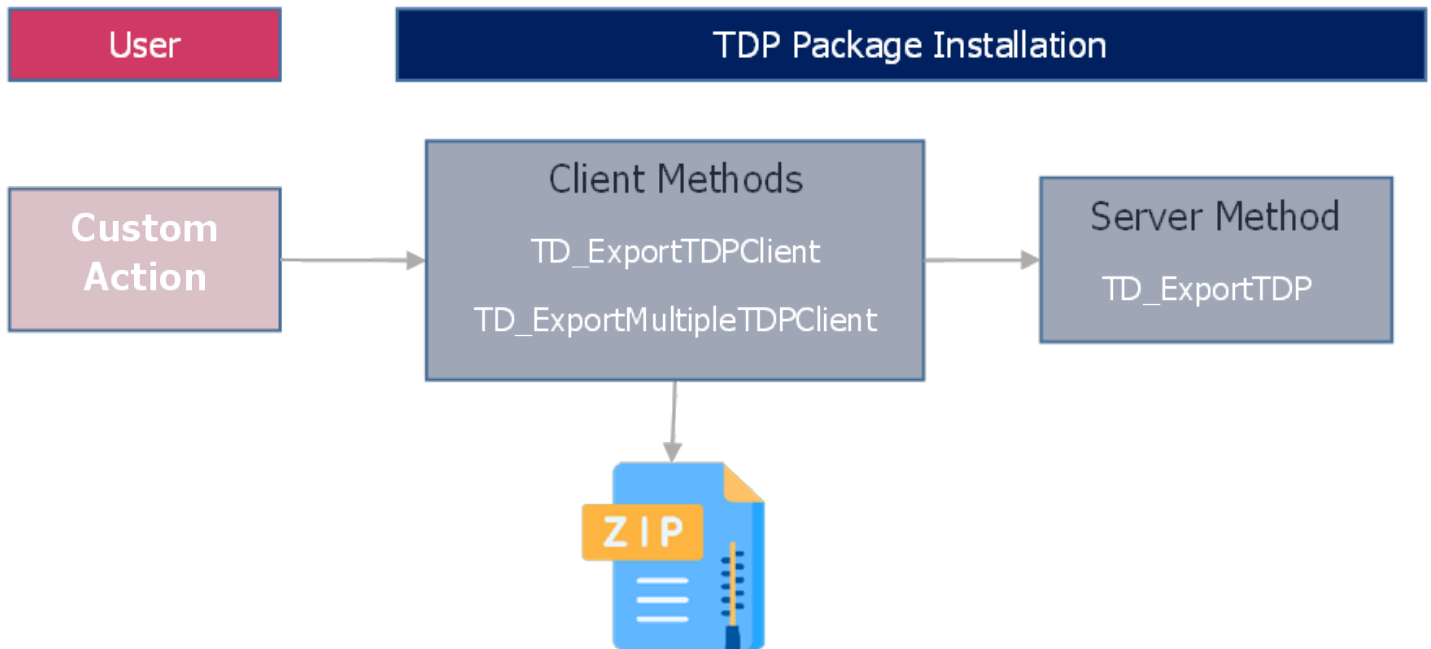 User
TDP Package Installation
Custom
Action
Client Methods
TD_ExportTDPClient
TD_ExportMultipleTDPClient
Server Method
TD_ExportTDP
ZIP